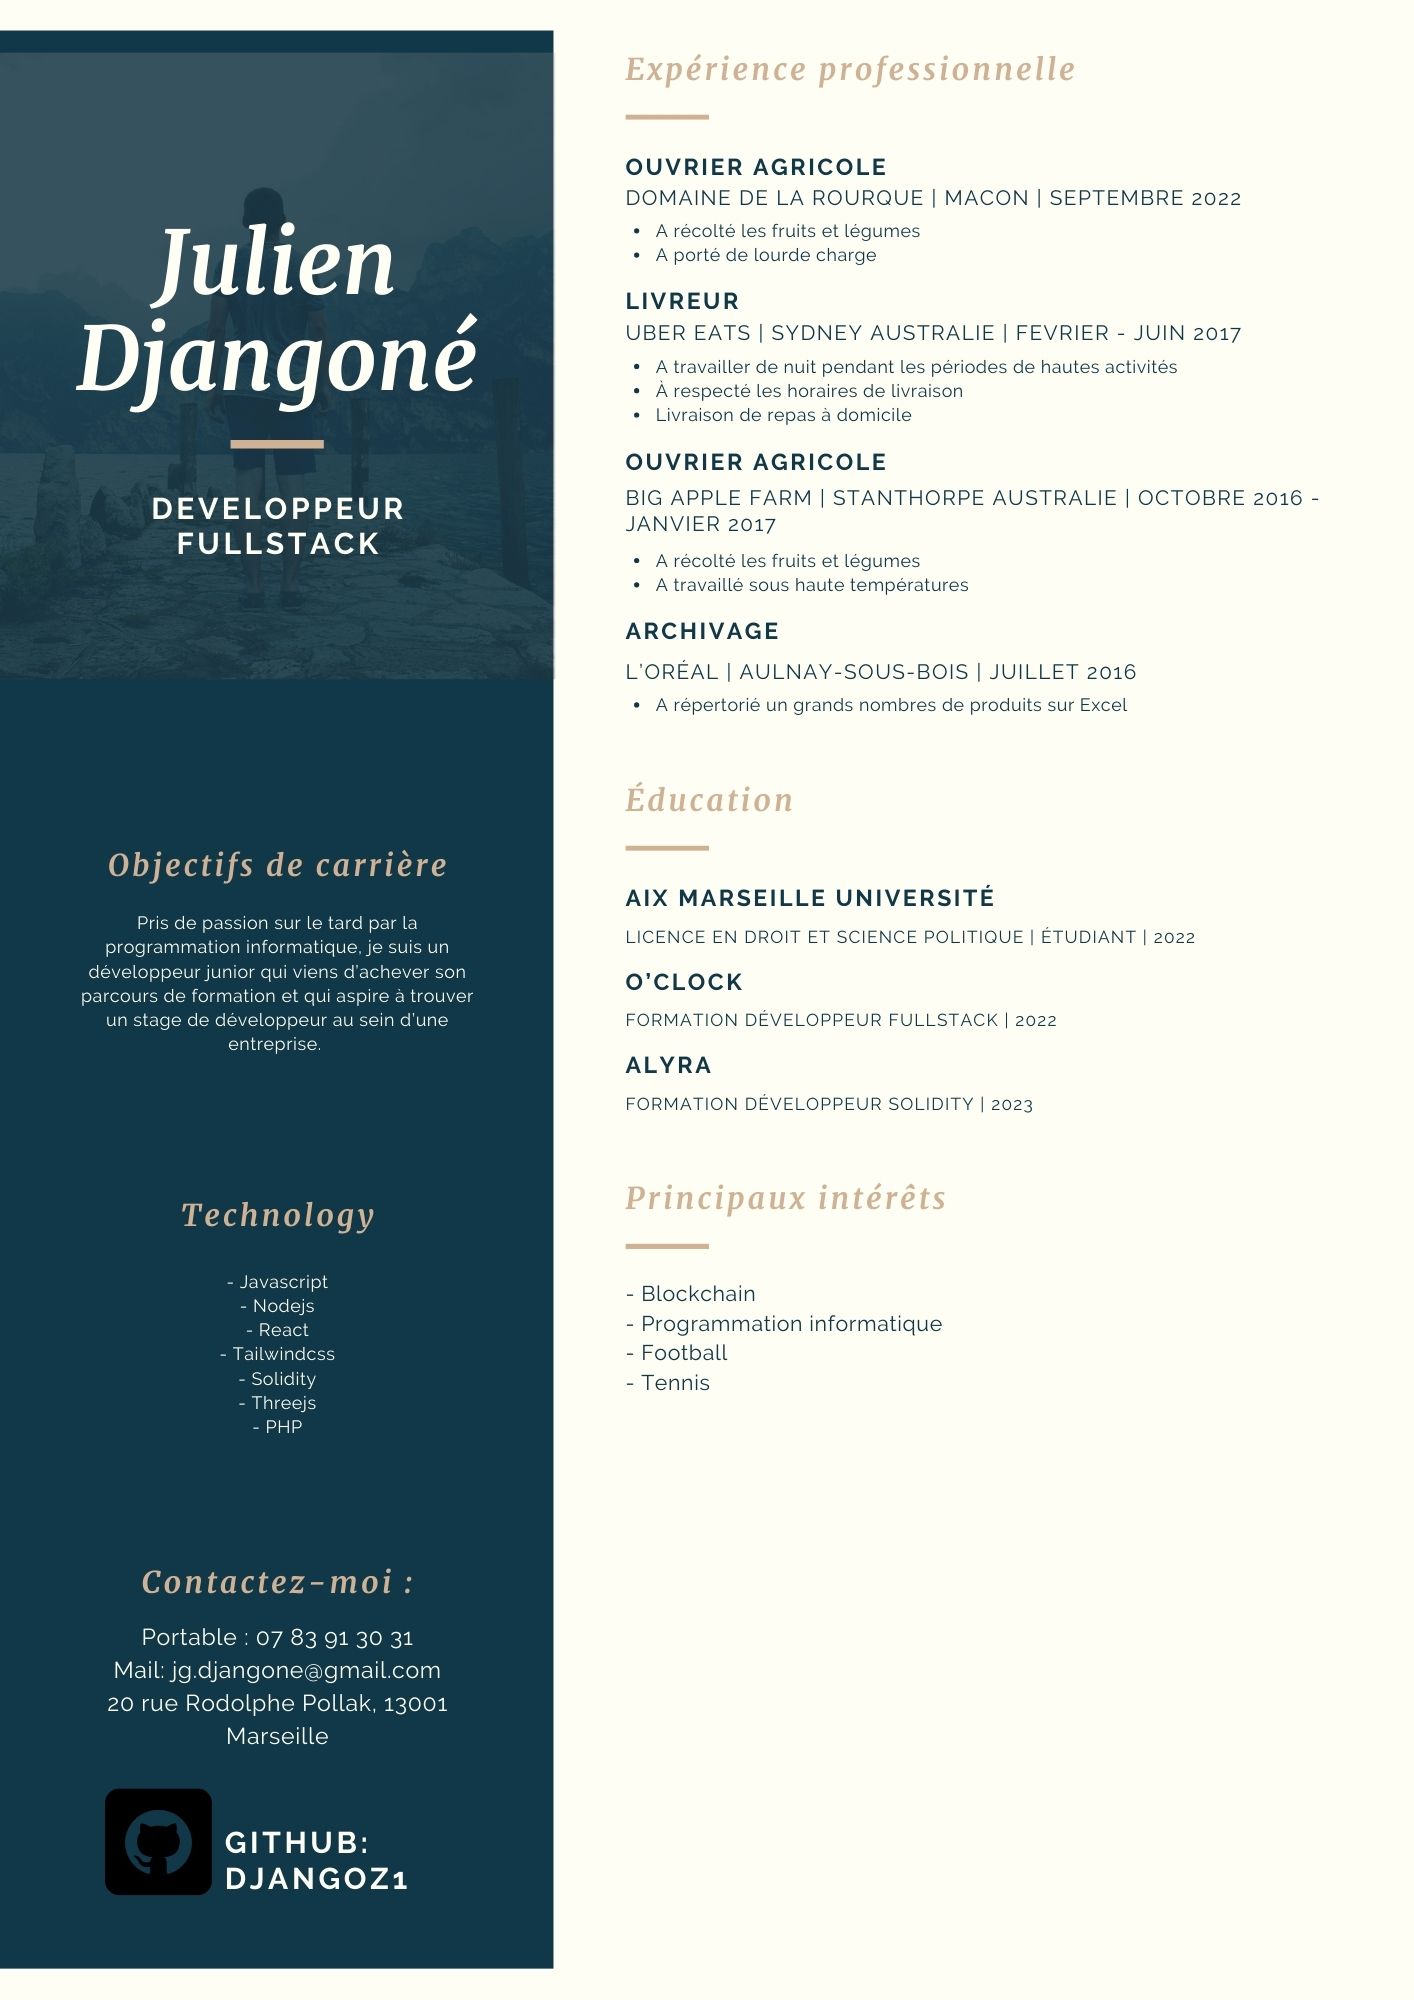 Julien
Djangoné
DEVELOPPEUR
FULLSTACK
Objectifs de carrière
Pris de passion sur le tard par la
programmation informatique, je suis un
développeur junior qui viens d'achever son
parcours de formation et qui aspire à trouver
un stage de développeur au sein d'une
entreprise.
Technology
- Javascript
- Nodejs
- React
- Tailwindcss
- Solidity
- Threejs
- PHP
Contactez-moi :
Portable : 07 83 91 30 31
Mail: jg.djangone@gmail.com
20 rue Rodolphe Pollak, 13001
Marseille
GITHUB:
DJANGOZ1
Expérience professionnelle
OUVRIER AGRICOLE
DOMAINE DE LA ROURQUE | MACON | SEPTEMBRE 2022
• A récolté les fruits et légumes
• A porté de lourde charge
LIVREUR
UBER EATS | SYDNEY AUSTRALIE | FEVRIER - JUIN 2017
• A travailler de nuit pendant les périodes de hautes activités
• À respecté les horaires de livraison
• Livraison de repas à domicile
OUVRIER AGRICOLE
BIG APPLE FARM | STANTHORPE AUSTRALIE | OCTOBRE 2016 -
JANVIER 2017
• A récolté les fruits et légumes
• A travaillé sous haute températures
ARCHIVAGE
L'ORÉAL | AULNAY-SOUS-BOIS | JUILLET 2016
• A répertorié un grands nombres de produits sur Excel
Éducation
AIX MARSEILLE UNIVERSITÉ
LICENCE EN DROIT ET SCIENCE POLITIQUE | ÉTUDIANT | 2022
O'CLOCK
FORMATION DÉVELOPPEUR FULLSTACK | 2022
ALYRA
FORMATION DÉVELOPPEUR SOLIDITY | 2023
Principaux intérêts
- Blockchain
- Programmation informatique
- Football
- Tennis